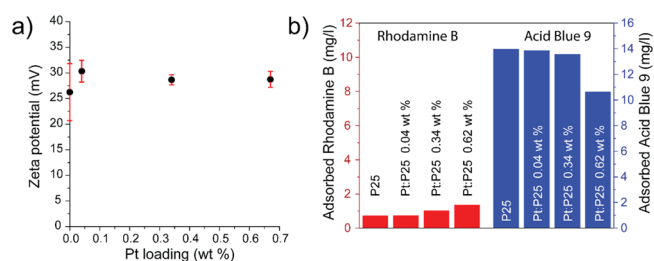 a)
Zeta potential (mV)
40
35
30
25
20
15
10
5
0
0.0 0.1 0.2 0.3 0.4 0.5 0.6 0.7
Pt loading (wt %)
b)
Adsorbed Rhodamine B (mg/l)
12
10
8
6
4
2
0
Rhodamine B
P25
Pt:P25 0.04 wt %
Pt:P25 0.34 wt %
Pt:P25 0.62 wt %
Acid Blue 9
P25
Pt:P25 0.04 wt %
Pt:P25 0.34 wt %
Pt:P25 0.62 wt %
16
14
12
10
8
6
4
2
0
Adsorbed Acid Blue 9 (mg/l)